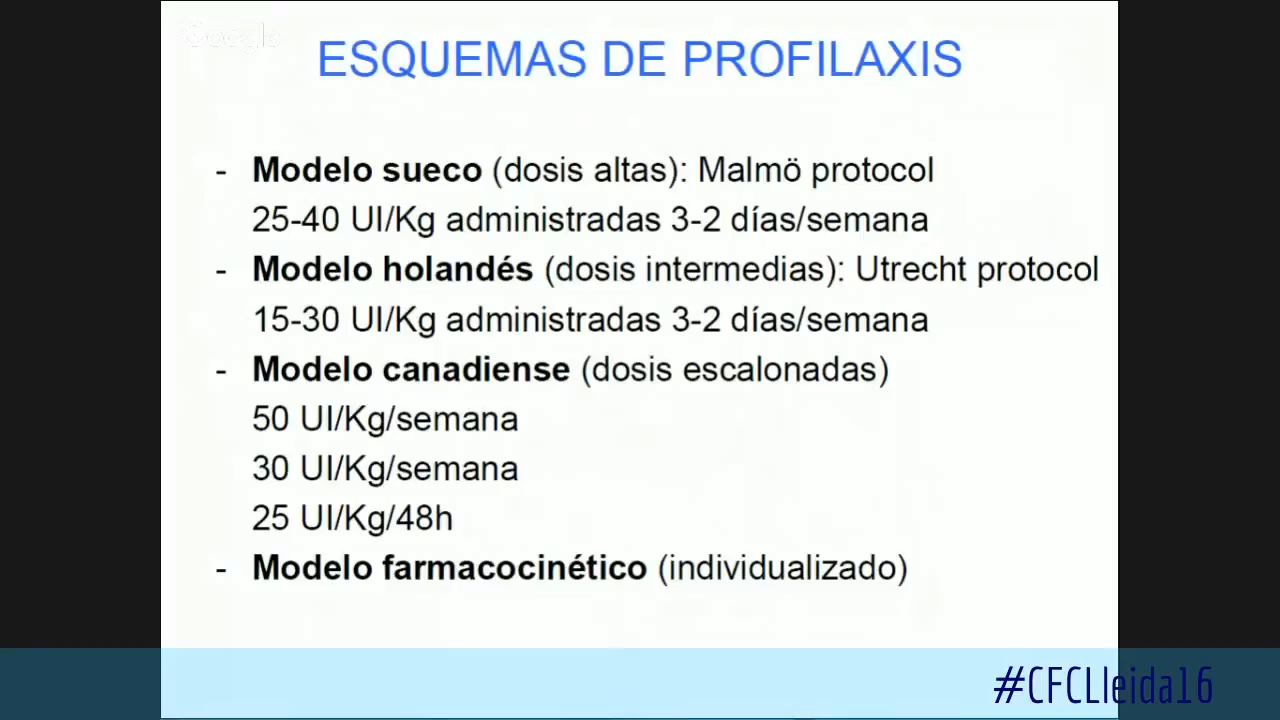 Google
ESQUEMAS DE PROFILAXIS
- Modelo sueco (dosis altas): Malmö protocol
25-40 UI/Kg administradas 3-2 días/semana
- Modelo holandés (dosis intermedias): Utrecht protocol
15-30 UI/Kg administradas 3-2 días/semana
- Modelo canadiense (dosis escalonadas)
50 UI/Kg/semana
30 UI/Kg/semana
25 UI/Kg/48h
- Modelo farmacocinético (individualizado)
#CFCLleida16